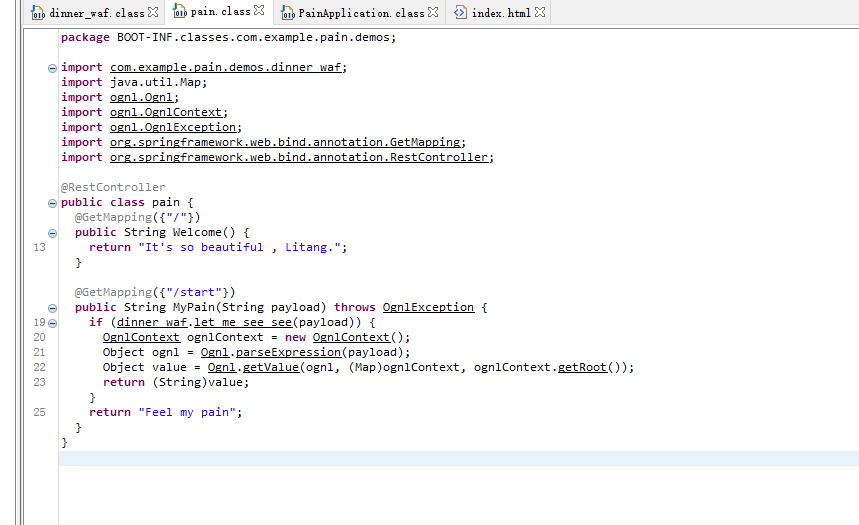 dinner_waf.class pain.class PainApplication.class index.html
package BOOT-INF.classes.com.example.pain.demos;
import com.example.pain.demos.dinner_waf;
import java.util.Map;
import ognl.Ognl;
import ognl.OgnlContext;
import ognl.OgnlException;
import org.springframework.web.bind.annotation.GetMapping;
import org.springframework.web.bind.annotation.RestController;
@RestController
public class pain {
@GetMapping({"/"})
public String Welcome() {
13 return "It's so beautiful , Litang.";
}
@GetMapping({"/start"})
public String MyPain(String payload) throws OgnlException {
19 if (dinner_waf.let_me_see_see(payload)) {
20 OgnlContext ognlContext = new OgnlContext();
21 Object ognl = Ognl.parseExpression(payload);
22 Object value = Ognl.getValue(ognl, (Map)ognlContext, ognlContext.getRoot());
23 return (String)value;
}
25 return "Feel my pain";
}
}